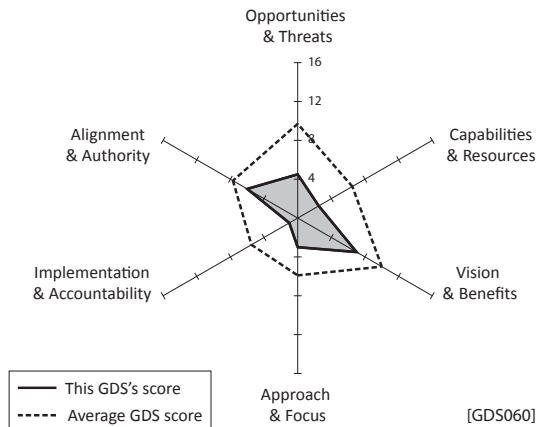 Opportunities
& Threats
16
12
8
4
Alignment
& Authority
Capabilities
& Resources
Implementation
& Accountability
Vision
& Benefits
Approach
& Focus
This GDS's score
Average GDS score
[GDS060]